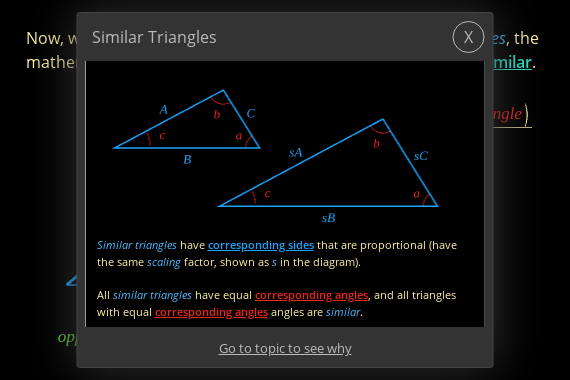 Similar Triangles
X
Now,
es, the
mathe
milar.
ngle)
A
C
b
c
a
B
sA
b
sC
c
a
sB
Similar triangles have corresponding sides that are proportional (have
the same scaling factor, shown as s in the diagram).
All similar triangles have equal corresponding angles, and all triangles
with equal corresponding angles angles are similar.
opp
Go to topic to see why